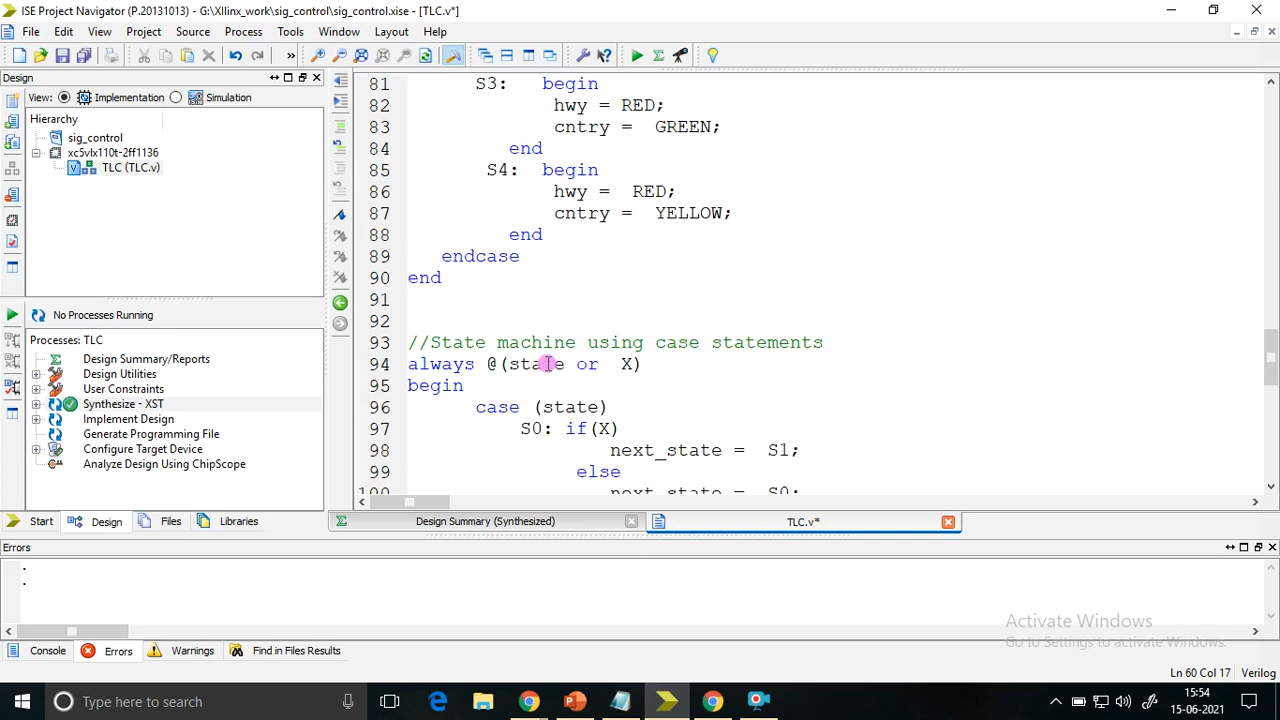 ISE Project Navigator (P.20131013) - G:\XIlinx_work\sig_control\sig_control.xise - [TLC.v*]
File Edit View Project Source Process Tools Window Layout Help
Design
View: Implementation Simulation
Hierarchy
sig_control
xc5vlx110t-2ff1136
TLC (TLC.v)
No Processes Running
Processes: TLC
Design Summary/Reports
Design Utilities
User Constraints
Synthesize - XST
Implement Design
Generate Programming File
Configure Target Device
Analyze Design Using ChipScope
Start Design Files Libraries
81 S3: begin
82 hwy = RED;
83 cntry = GREEN;
84 end
85 S4: begin
86 hwy = RED;
87 cntry = YELLOW;
88 end
89 endcase
90 end
91
92
93 //State machine using case statements
94 always @(state or X)
95 begin
96 case (state)
97 S0: if(X)
98 next_state = S1;
99 else
100 next_state = S0;
Design Summary (Synthesized) TLC.v*
Errors
Console Errors Warnings Find in Files Results
Activate Windows
Go to Settings to activate Windows.
Ln 60 Col 17 Verilog
Type here to search
15:54
15-06-2021